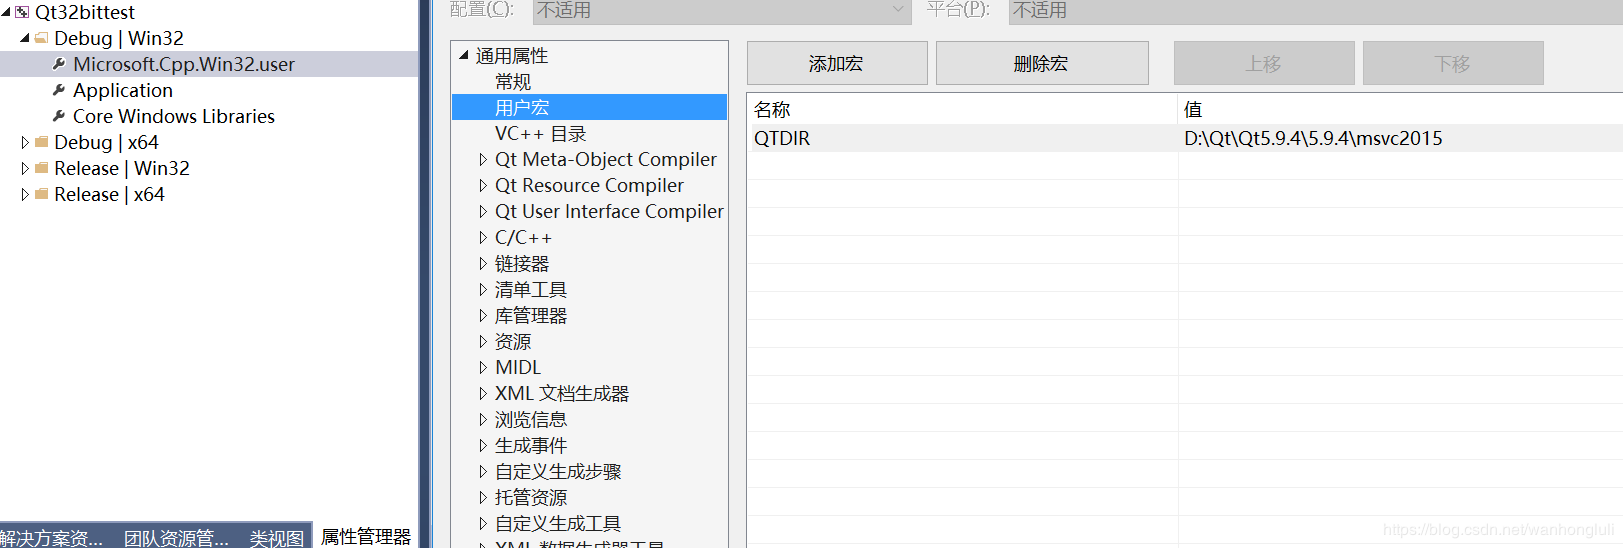 Qt32bittest
Debug | Win32
Microsoft.Cpp.Win32.user
Application
Core Windows Libraries
Debug | x64
Release | Win32
Release | x64
解决方案资...
团队资源管...
类视图
属性管理器
配置(C):
不适用
平台(P):
不适用
通用属性
常规
用户宏
VC++ 目录
Qt Meta-Object Compiler
Qt Resource Compiler
Qt User Interface Compiler
C/C++
链接器
清单工具
库管理器
资源
MIDL
XML 文档生成器
浏览信息
生成事件
自定义生成步骤
托管资源
自定义生成工具
XML 数据生成器工具
添加宏
删除宏
上移
下移
名称
值
QTDIR
D:\Qt\Qt5.9.4\5.9.4\msvc2015
https://blog.csdn.net/wanhongluli